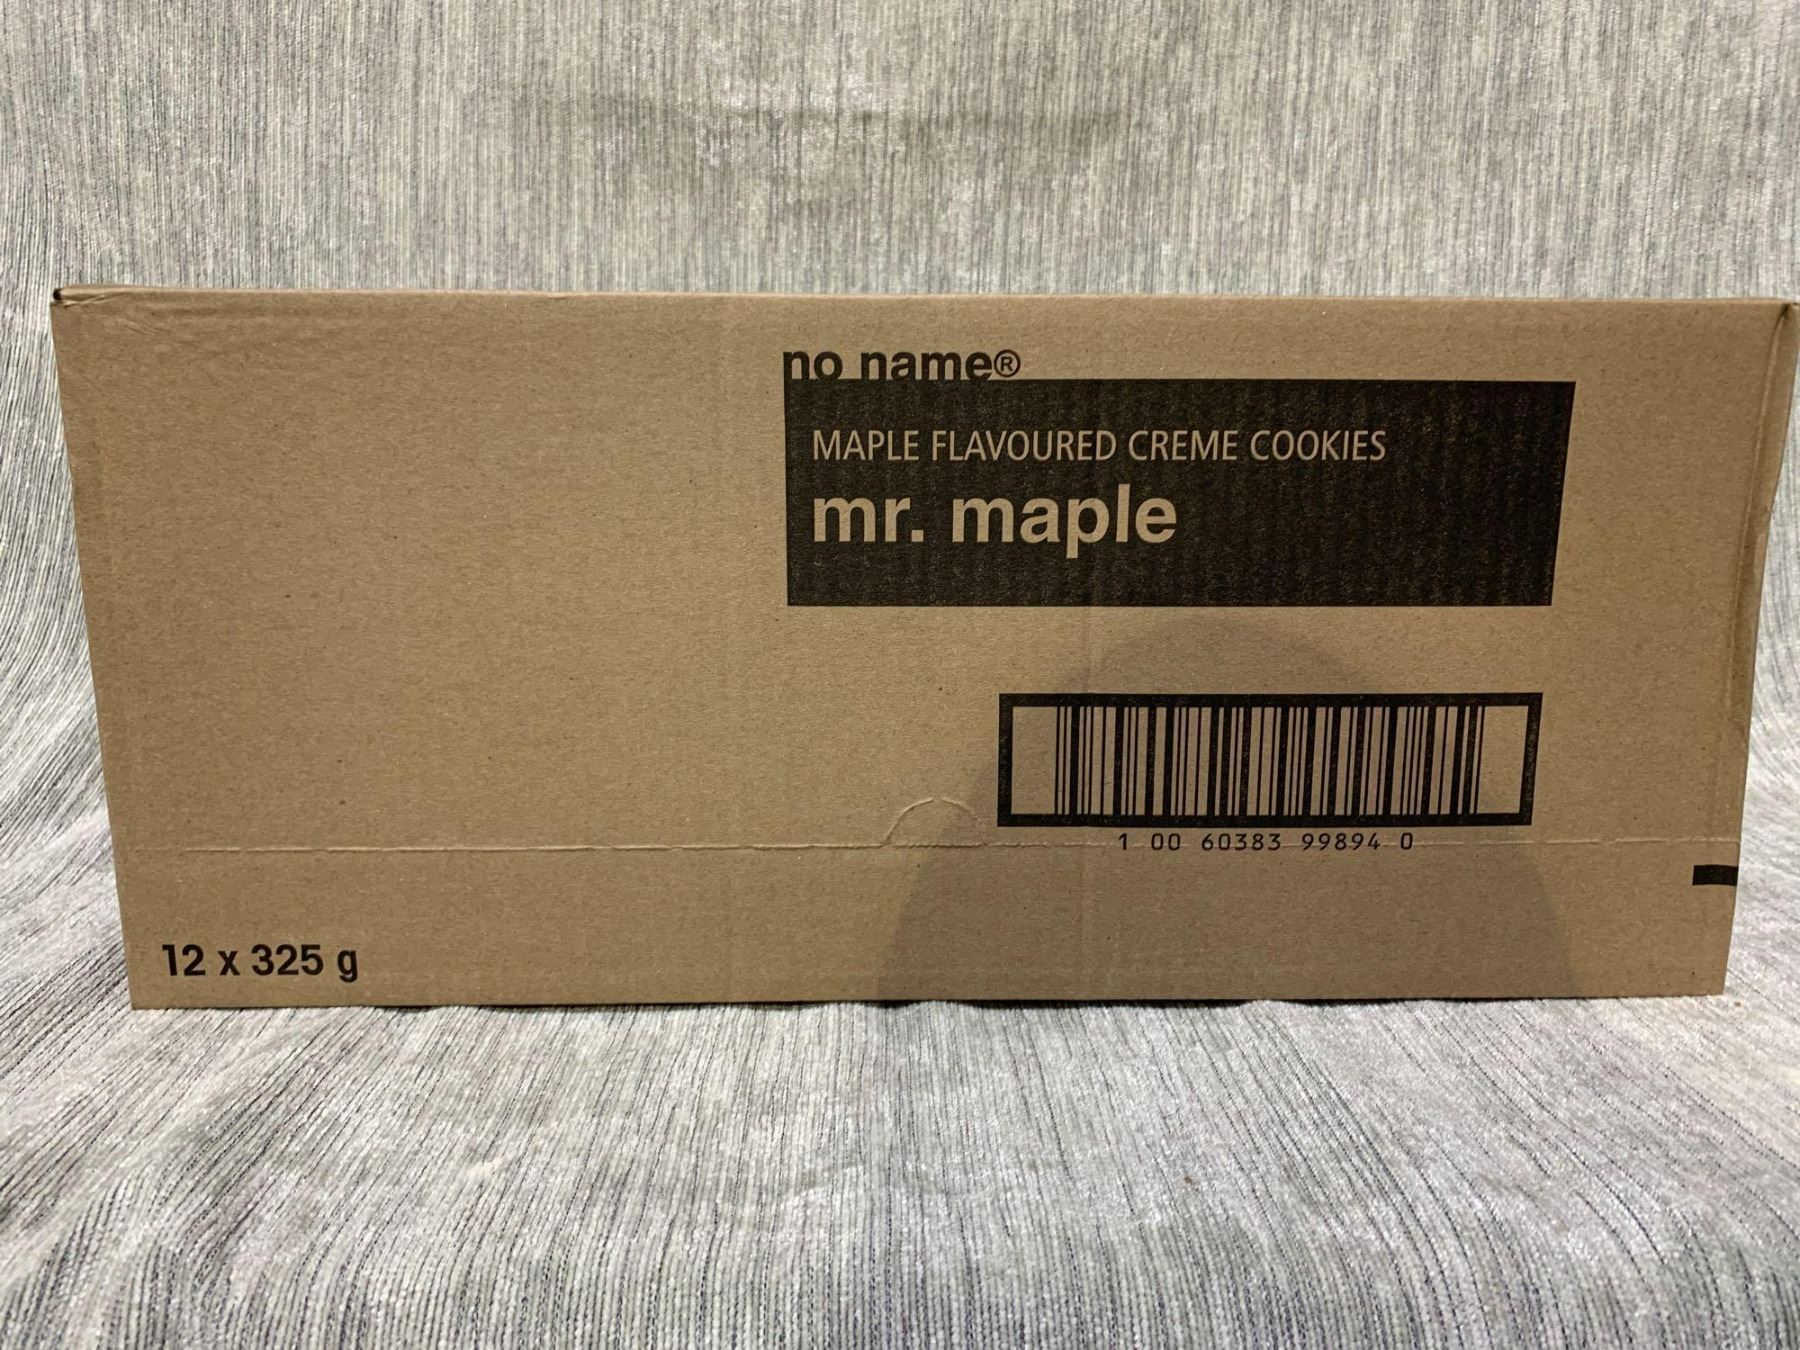 no name®
MAPLE FLAVOURED CREME COOKIES
mr. maple
1 00 60383 99894 0
12 x 325 g